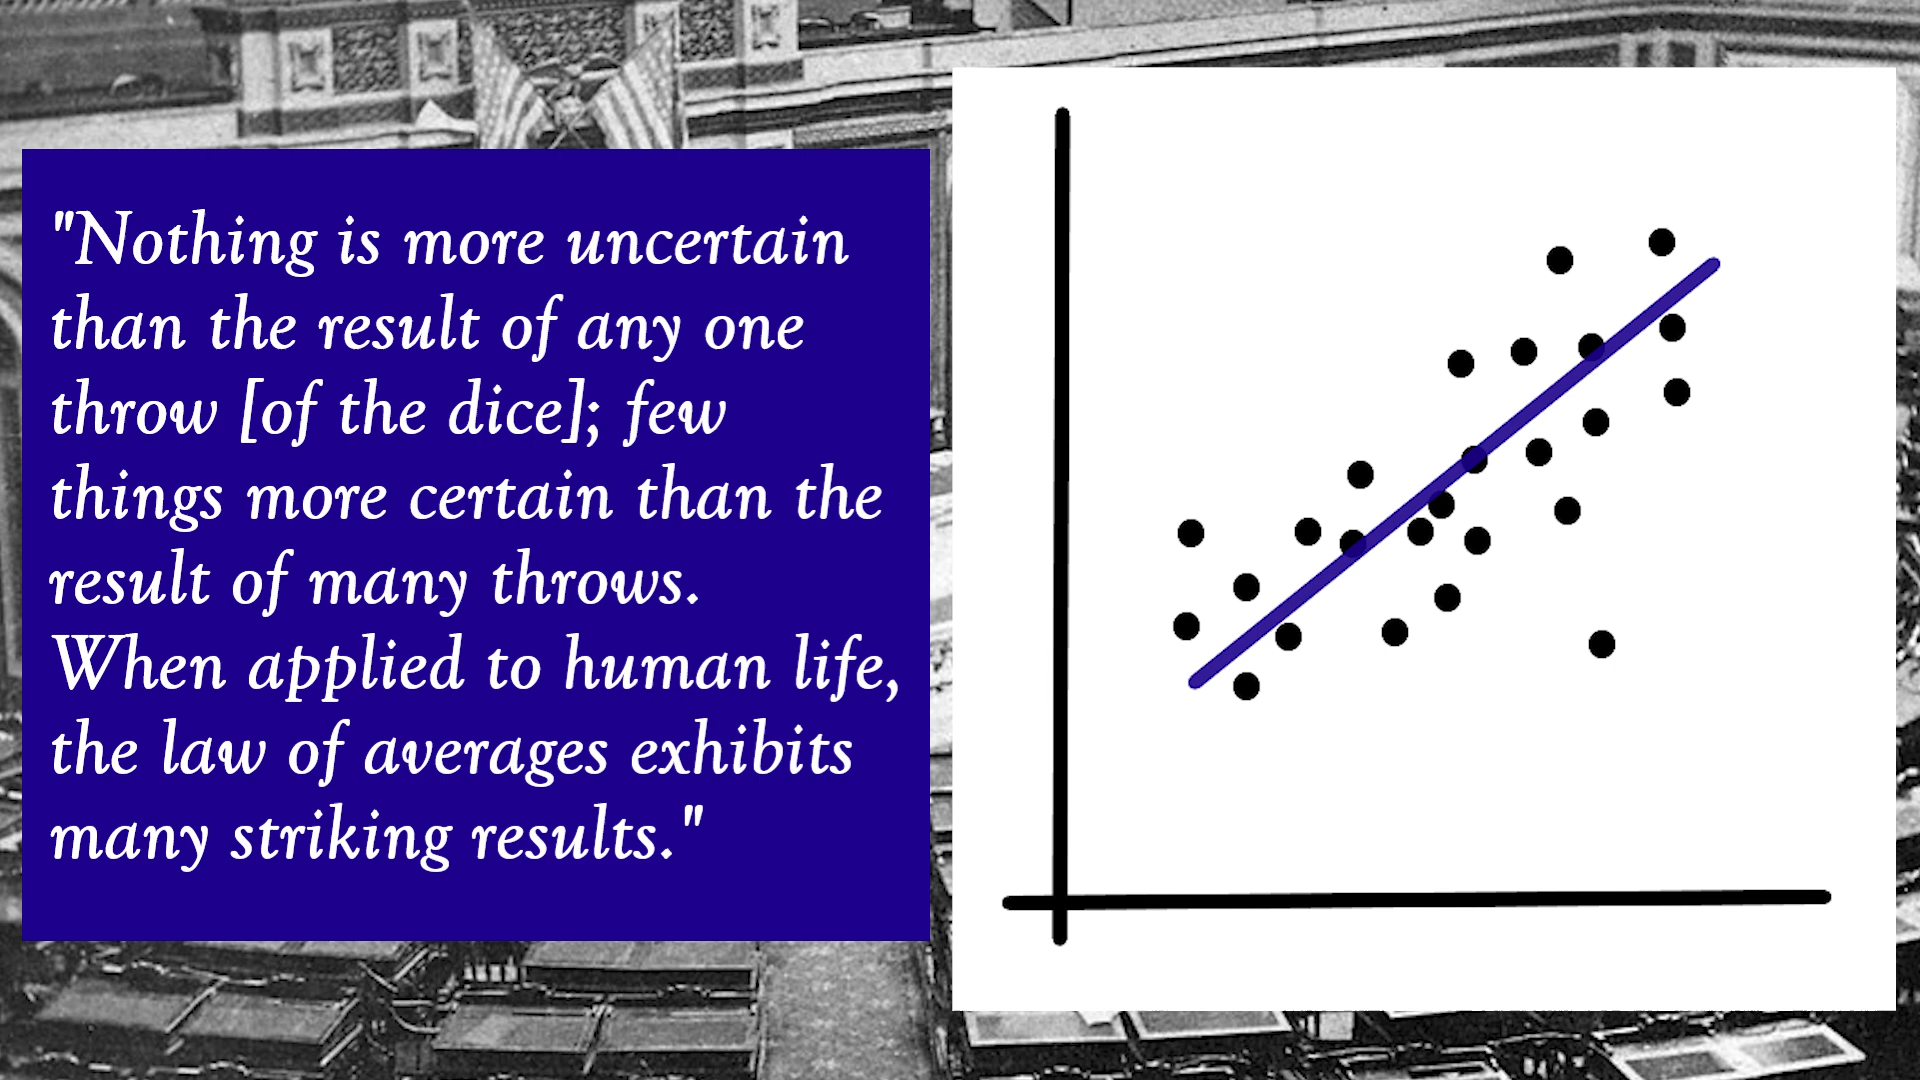 "Nothing is more uncertain
than the result of any one
throw [of the dice]; few
things more certain than the
result of many throws.
When applied to human life,
the law of averages exhibits
many striking results."